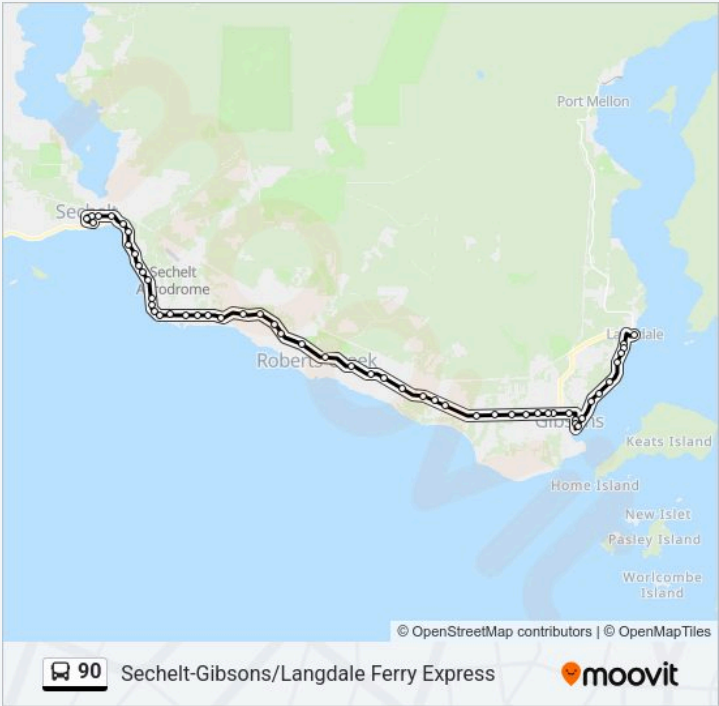 Port Mellon
Sechelt
Sechelt
Aerodrome
Langdale
Roberts Creek
Gibsons
Keats Island
Home Island
New Islet
Pasley Island
Worlcombe
Island
© OpenStreetMap contributors | © OpenMapTiles
90 Sechelt-Gibsons/Langdale Ferry Express
moovit